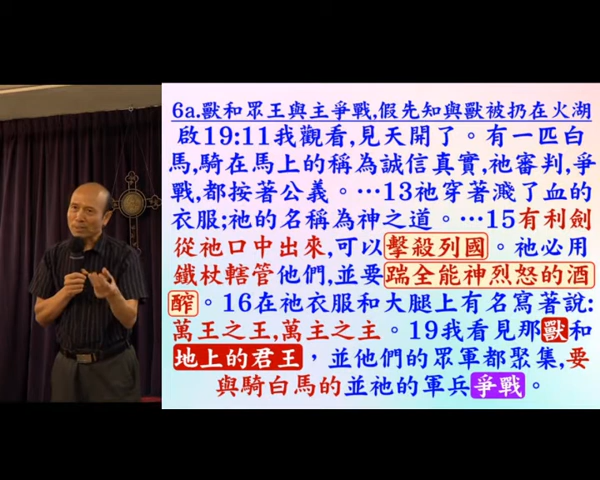 6a.獸和眾王與主爭戰,假先知與獸被扔在火湖
啟19:11我觀看,見天開了。有一匹白
馬,騎在馬上的稱為誠信真實,祂審判,爭
戰,都按著公義。…13祂穿著濺了血的
衣服;祂的名稱為神之道。…15有利劍
從祂口中出來,可以擊殺列國。祂必用
鐵杖轄管他們,並要踹全能神烈怒的酒
醡。16在祂衣服和大腿上有名寫著說:
萬王之王,萬主之主。19我看見那獸和
地上的君王，並他們的眾軍都聚集,要
與騎白馬的並祂的軍兵爭戰。